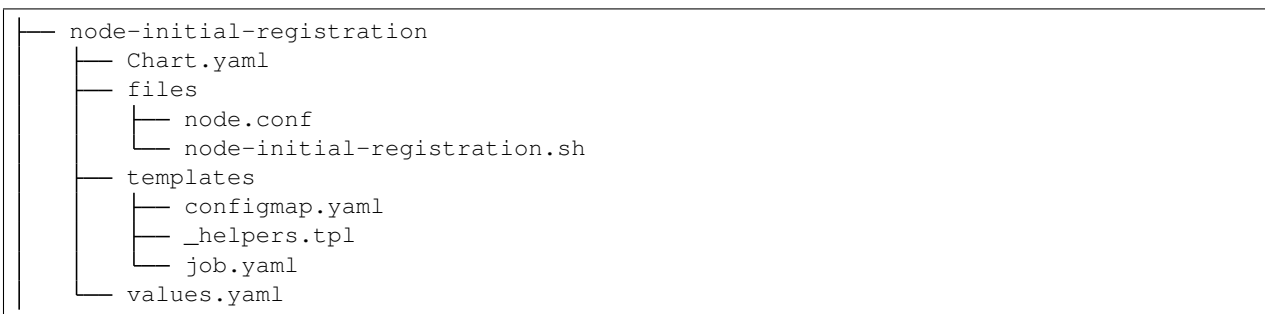 ├── node-initial-registration
│   ├── Chart.yaml
│   ├── files
│   │   ├── node.conf
│   │   └── node-initial-registration.sh
│   ├── templates
│   │   ├── configmap.yaml
│   │   ├── _helpers.tpl
│   │   └── job.yaml
│   └── values.yaml